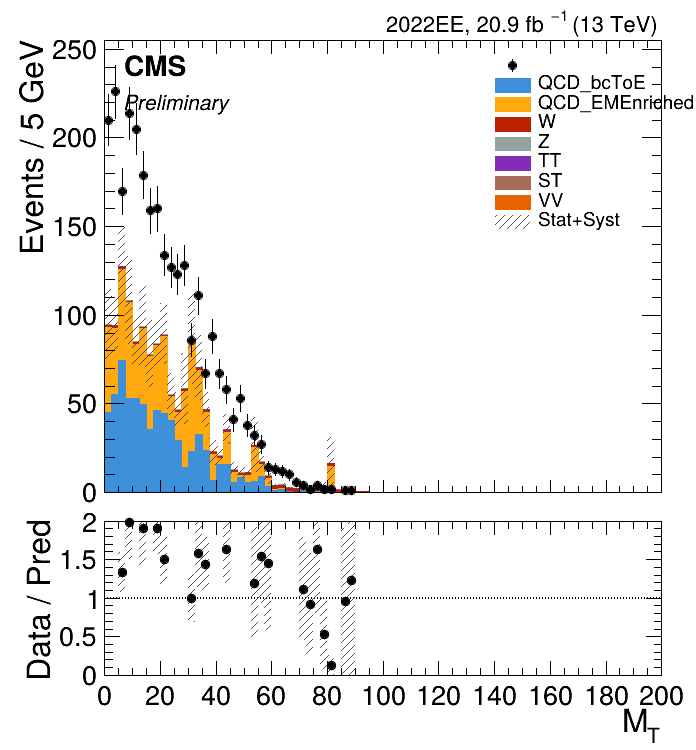 2022EE, 20.9 fb⁻¹ (13 TeV)
CMS
Preliminary
Events / 5 GeV
250
200
150
100
50
0
QCD_bcToE
QCD_EMEnriched
W
Z
TT
ST
VV
Stat+Syst
Data / Pred
2
1.5
1
0.5
0
0 20 40 60 80 100 120 140 160 180 200
M_T